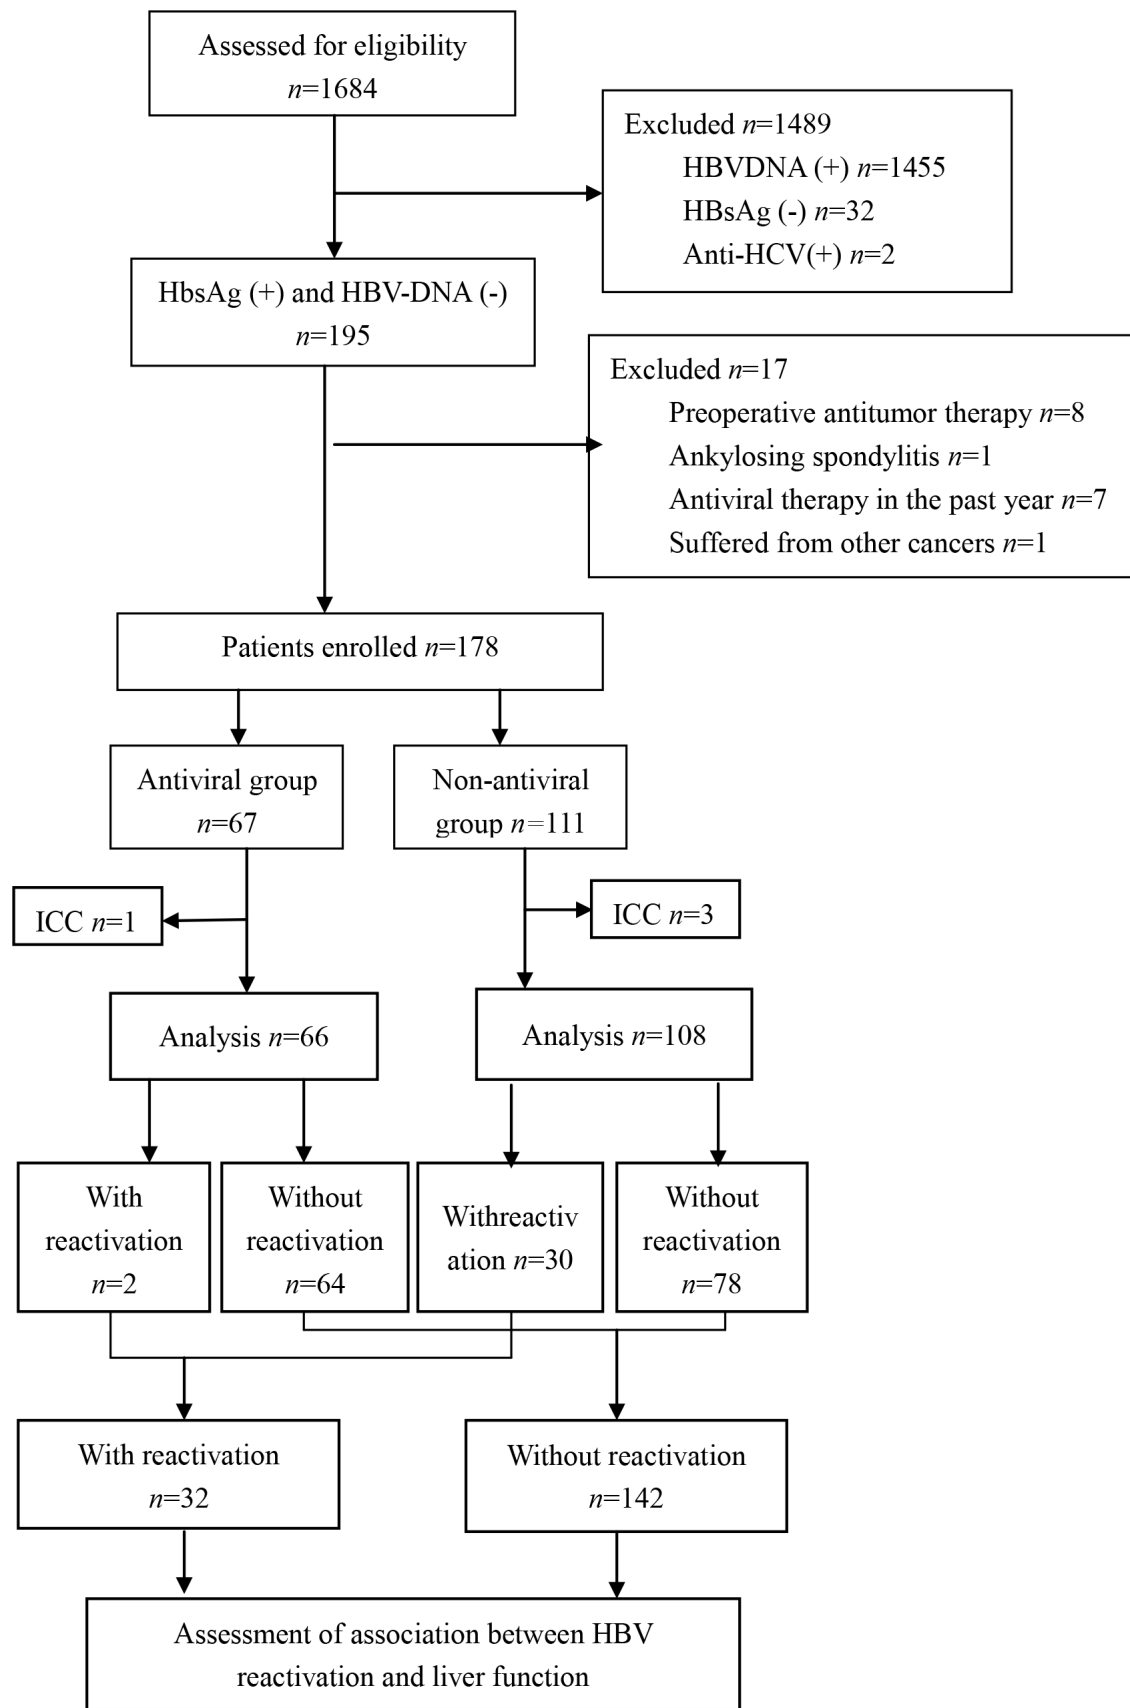 Assessed for eligibility
n=1684
Excluded n=1489
HBVDNA (+) n=1455
HBsAg (-) n=32
Anti-HCV(+) n=2
HbsAg (+) and HBV-DNA (-)
n=195
Excluded n=17
Preoperative antitumor therapy n=8
Ankylosing spondylitis n=1
Antiviral therapy in the past year n=7
Suffered from other cancers n=1
Patients enrolled n=178
Antiviral group
n=67
Non-antiviral
group n=111
ICC n=1
ICC n=3
Analysis n=66
Analysis n=108
With
reactivation
n=2
Without
reactivation
n=64
Withreactiv
ation n=30
Without
reactivation
n=78
With reactivation
n=32
Without reactivation
n=142
Assessment of association between HBV
reactivation and liver function